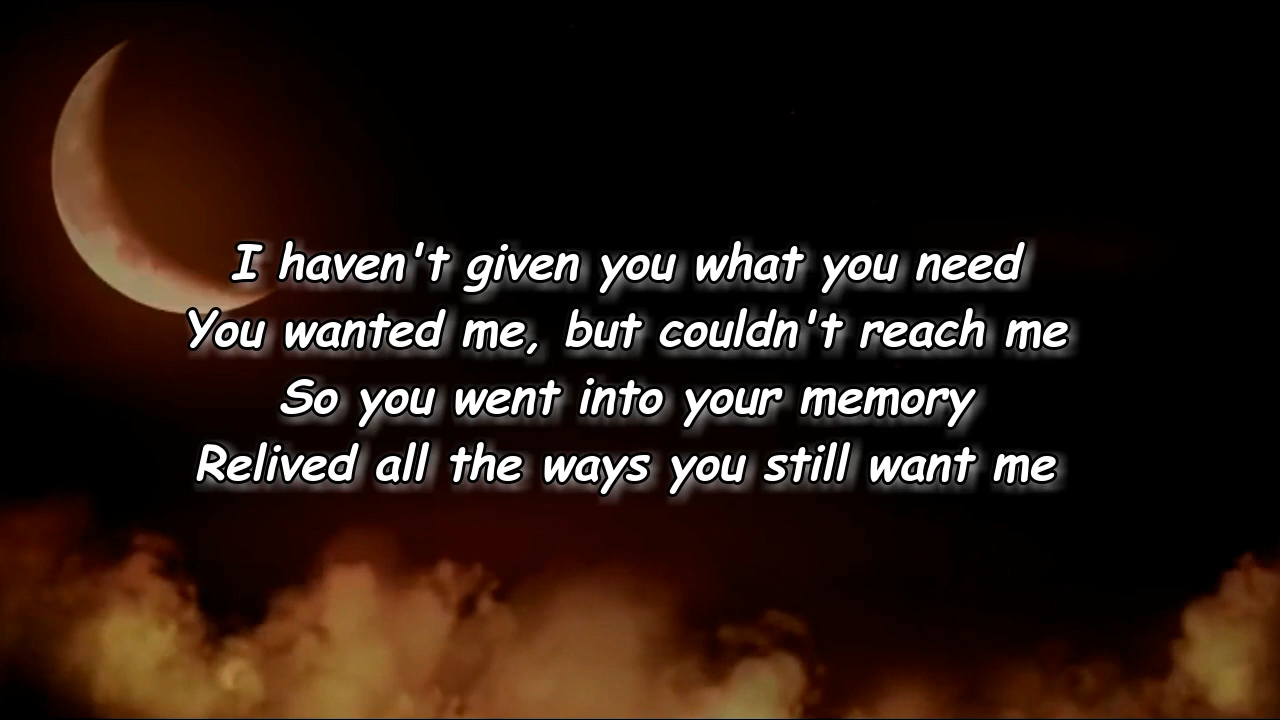 I haven't given you what you need
You wanted me, but couldn't reach me
So you went into your memory
Relived all the ways you still want me